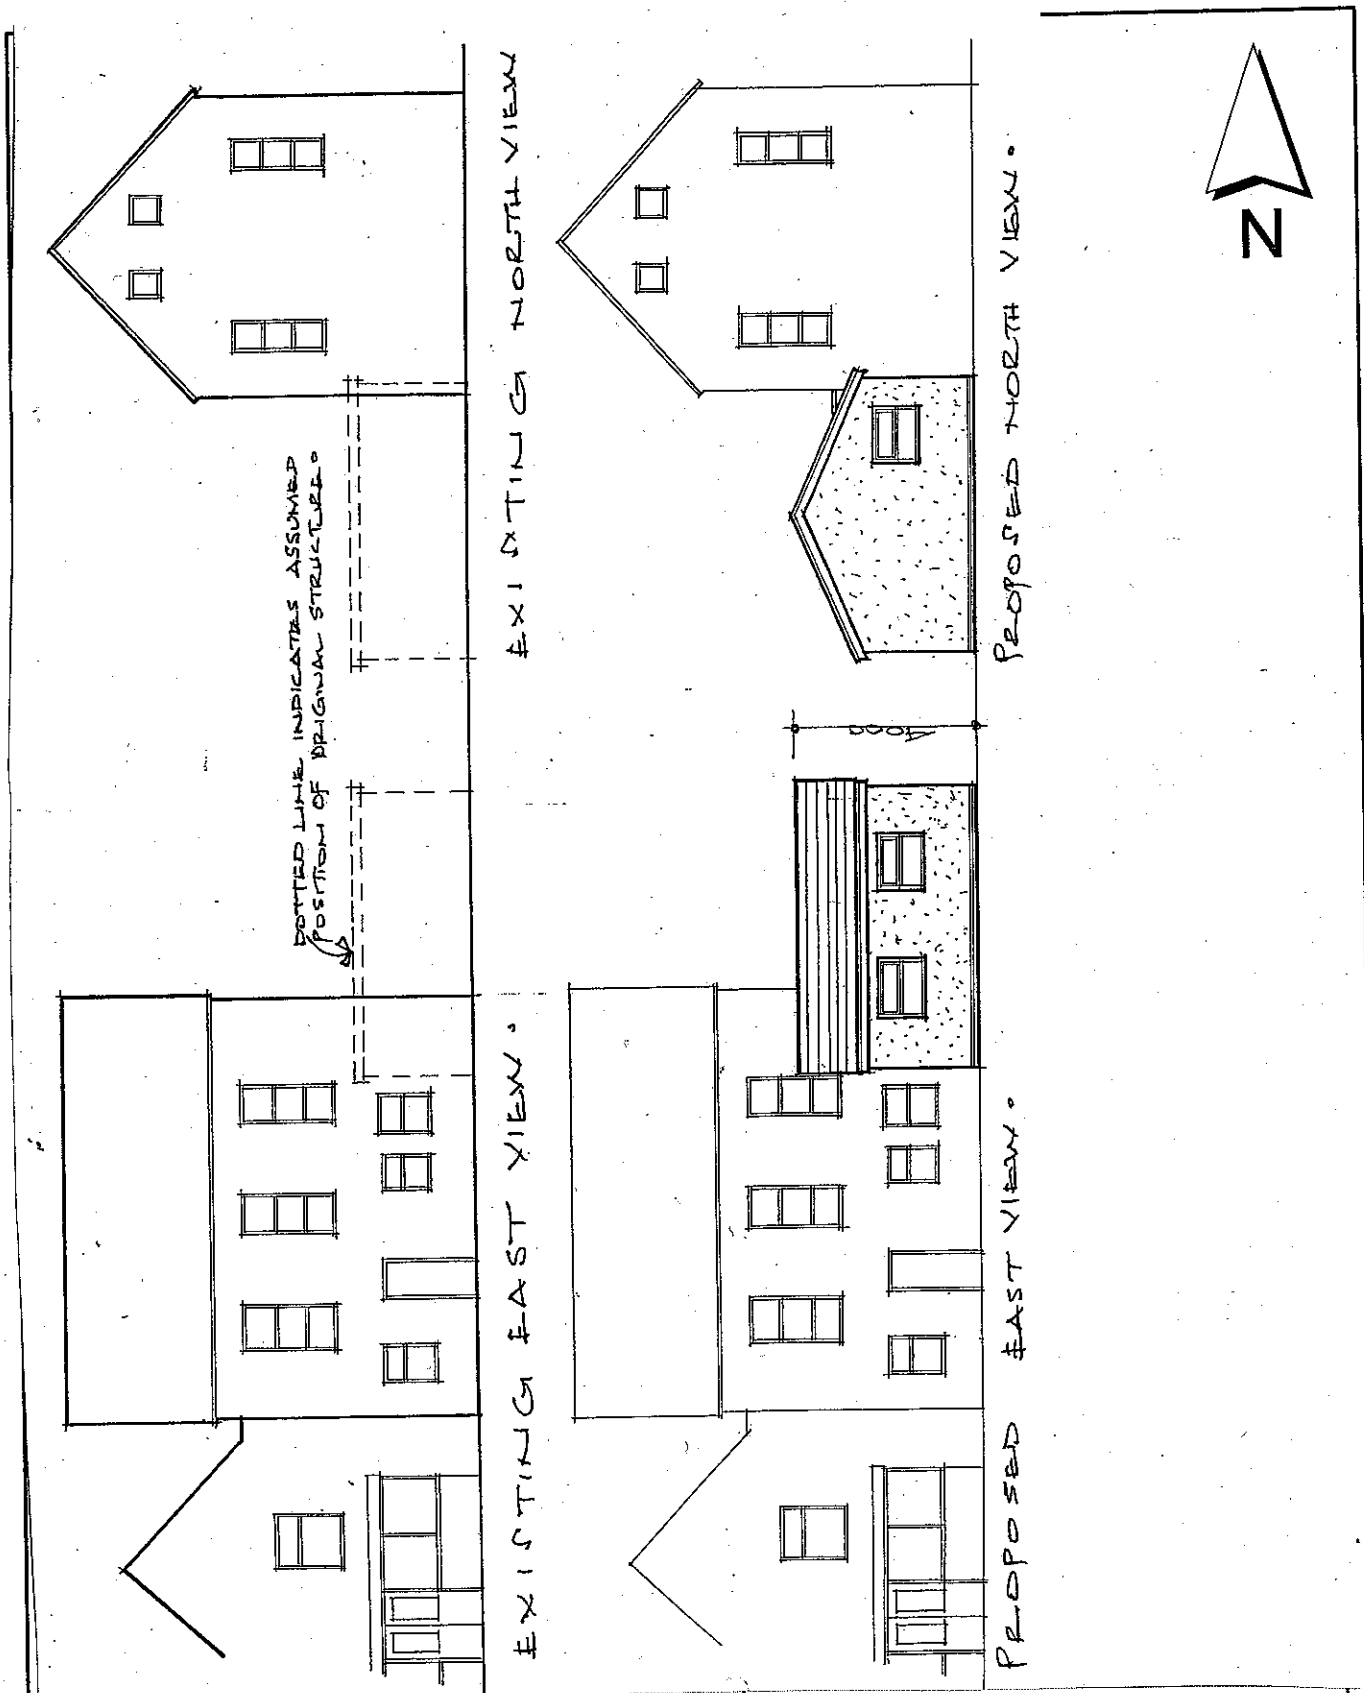 DOTTED LINE INDICATES ASSUMED
POSITION OF ORIGINAL STRUCTURE.
EXISTING EAST VIEW.
EXISTING NORTH VIEW
4000
PROPOSED EAST VIEW.
PROPOSED NORTH VIEW.
N